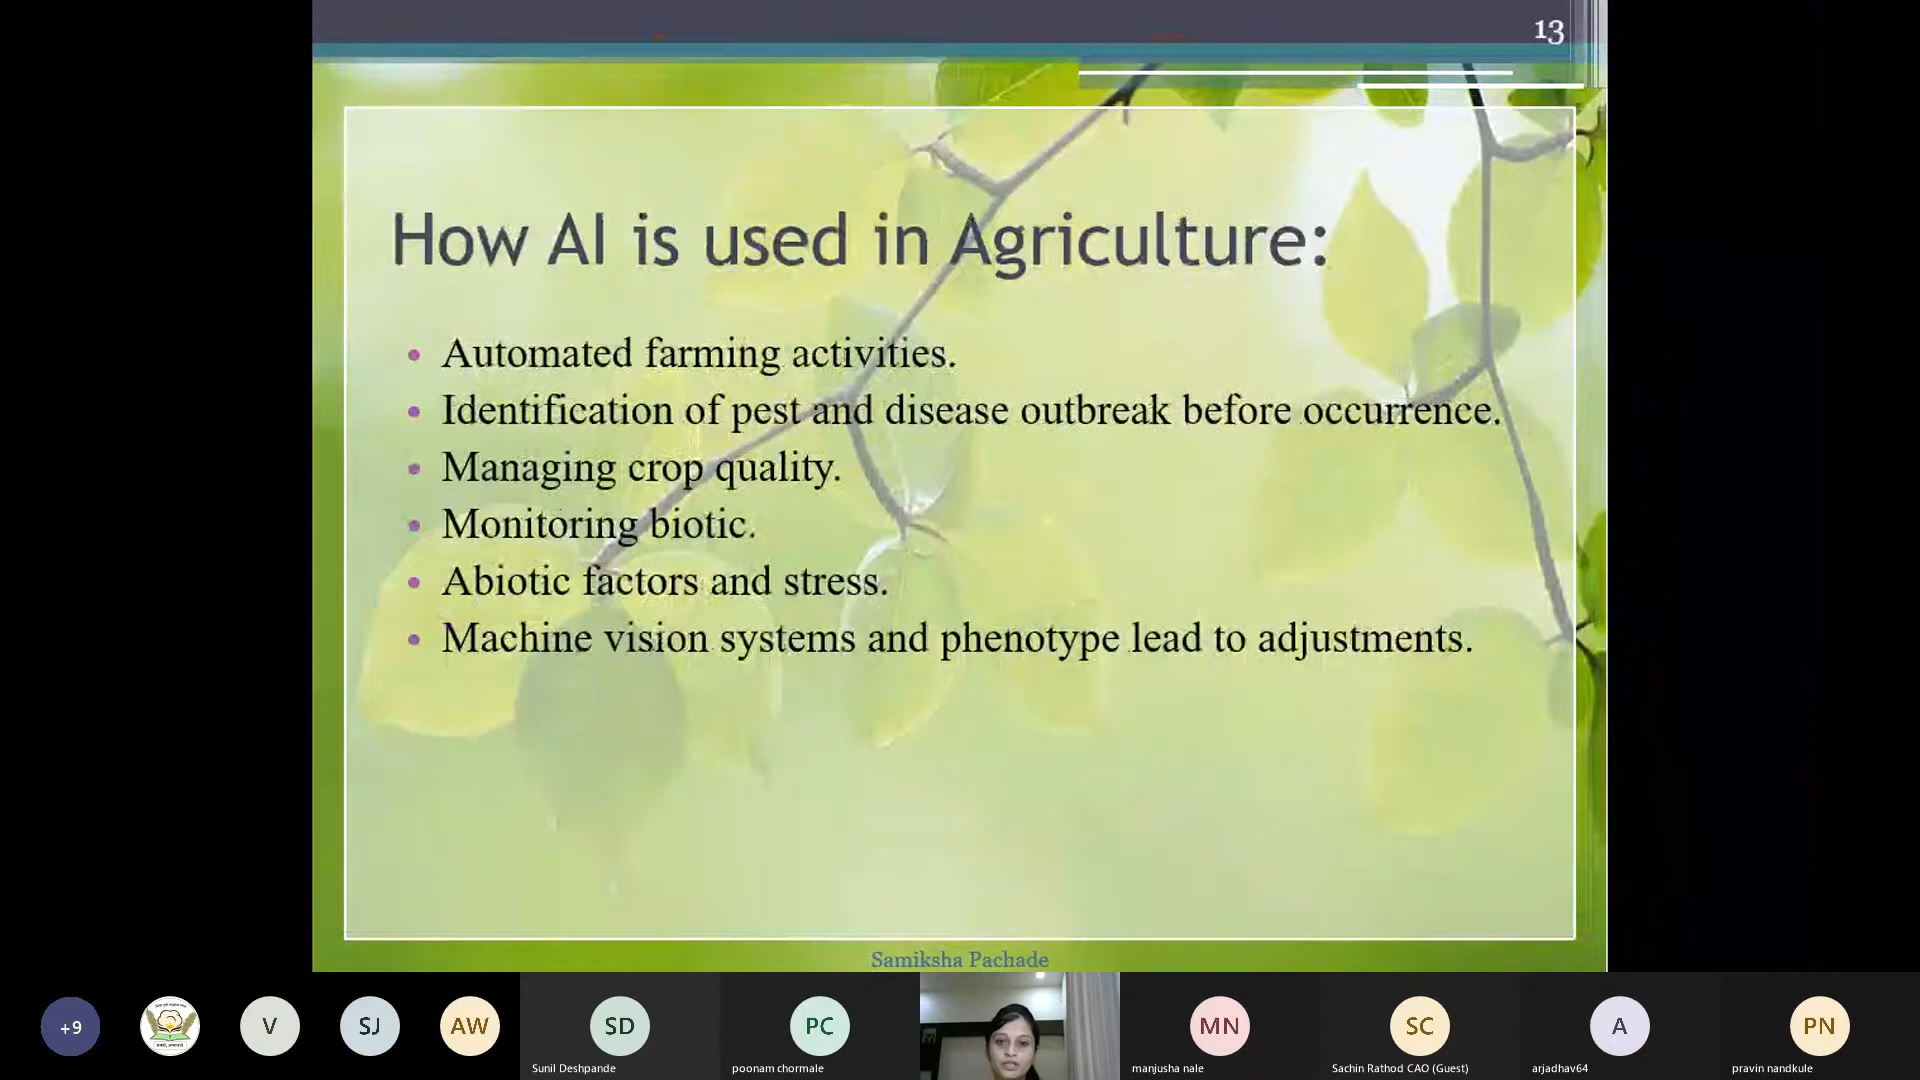 13
How AI is used in Agriculture:
• Automated farming activities.
• Identification of pest and disease outbreak before occurrence.
• Managing crop quality.
• Monitoring biotic.
• Abiotic factors and stress.
• Machine vision systems and phenotype lead to adjustments.
Samiksha Pachade
+9
V
SJ
AW
SD
PC
MN
SC
A
PN
Sunil Deshpande
poonam chormale
manjusha nale
Sachin Rathod CAO (Guest)
arjadhav64
pravin nandkule